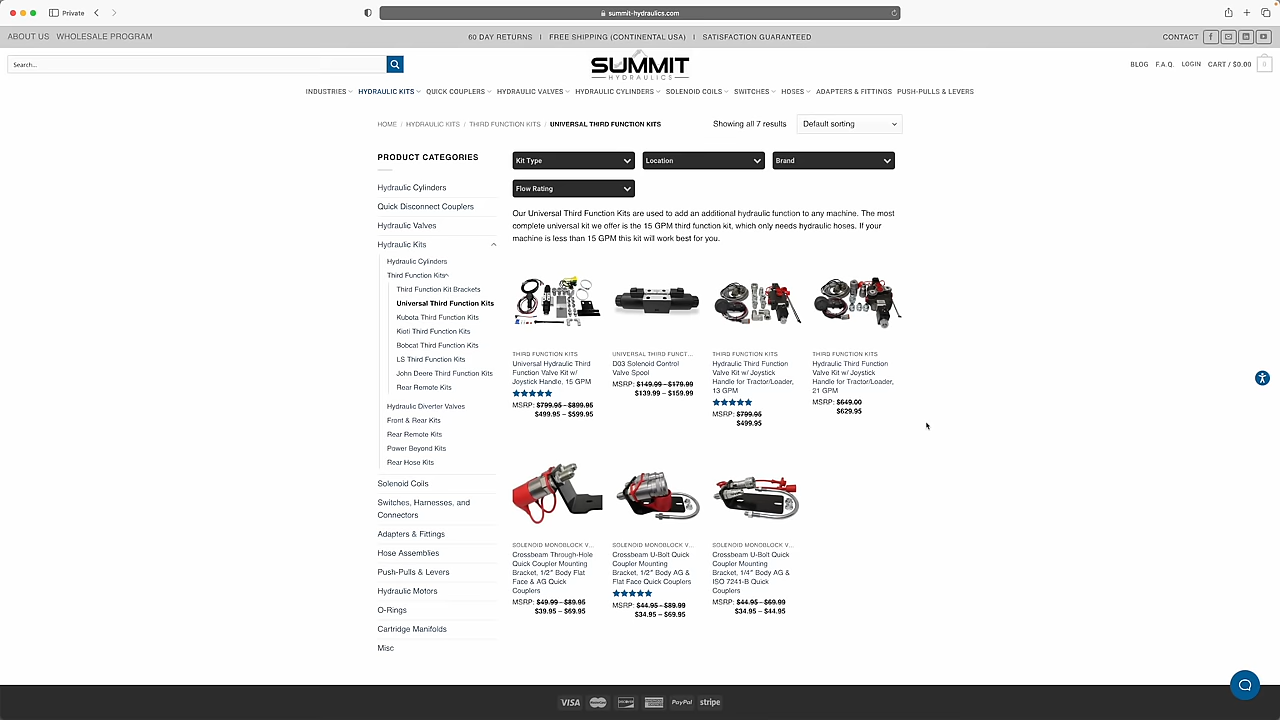 Private
summit-hydraulics.com
ABOUT US WHOLESALE PROGRAM
60 DAY RETURNS | FREE SHIPPING (CONTINENTAL USA) | SATISFACTION GUARANTEED
CONTACT
Search...
SUMMIT
HYDRAULICS
BLOG F.A.Q. LOGIN CART / $0.00 0
INDUSTRIES HYDRAULIC KITS QUICK COUPLERS HYDRAULIC VALVES HYDRAULIC CYLINDERS SOLENOID COILS SWITCHES HOSES ADAPTERS & FITTINGS PUSH-PULLS & LEVERS
HOME / HYDRAULIC KITS / THIRD FUNCTION KITS / UNIVERSAL THIRD FUNCTION KITS
Showing all 7 results
Default sorting
PRODUCT CATEGORIES
Hydraulic Cylinders
Quick Disconnect Couplers
Hydraulic Valves
Hydraulic Kits
Hydraulic Cylinders
Third Function Kits
Third Function Kit Brackets
Universal Third Function Kits
Kubota Third Function Kits
Kioti Third Function Kits
Bobcat Third Function Kits
LS Third Function Kits
John Deere Third Function Kits
Rear Remote Kits
Hydraulic Diverter Valves
Front & Rear Kits
Rear Remote Kits
Power Beyond Kits
Rear Hose Kits
Solenoid Coils
Switches, Harnesses, and
Connectors
Adapters & Fittings
Hose Assemblies
Push-Pulls & Levers
Hydraulic Motors
O-Rings
Cartridge Manifolds
Misc
Kit Type
Location
Brand
Flow Rating
Our Universal Third Function Kits are used to add an additional hydraulic function to any machine. The most
complete universal kit we offer is the 15 GPM third function kit, which only needs hydraulic hoses. If your
machine is less than 15 GPM this kit will work best for you.
THIRD FUNCTION KITS
Universal Hydraulic Third
Function Valve Kit w/
Joystick Handle, 15 GPM
MSRP: $799.95 - $899.95
$499.95 – $599.95
UNIVERSAL THIRD FUNCT...
D03 Solenoid Control
Valve Spool
MSRP: $149.99 - $179.99
$139.99 – $159.99
THIRD FUNCTION KITS
Hydraulic Third Function
Valve Kit w/ Joystick
Handle for Tractor/Loader,
13 GPM
MSRP: $799.95
$499.95
THIRD FUNCTION KITS
Hydraulic Third Function
Valve Kit w/ Joystick
Handle for Tractor/Loader,
21 GPM
MSRP: $649.00
$629.95
SOLENOID MONOBLOCK V...
Crossbeam Through-Hole
Quick Coupler Mounting
Bracket, 1/2″ Body Flat
Face & AG Quick
Couplers
MSRP: $49.99 - $89.95
$39.95 – $69.95
SOLENOID MONOBLOCK V...
Crossbeam U-Bolt Quick
Coupler Mounting
Bracket, 1/2″ Body AG &
Flat Face Quick Couplers
MSRP: $44.95 - $89.99
$34.95 – $69.95
SOLENOID MONOBLOCK V...
Crossbeam U-Bolt Quick
Coupler Mounting
Bracket, 1/4″ Body AG &
ISO 7241-B Quick
Couplers
MSRP: $44.95 - $69.99
$34.95 – $44.95
VISA MasterCard DISCOVER PayPal stripe